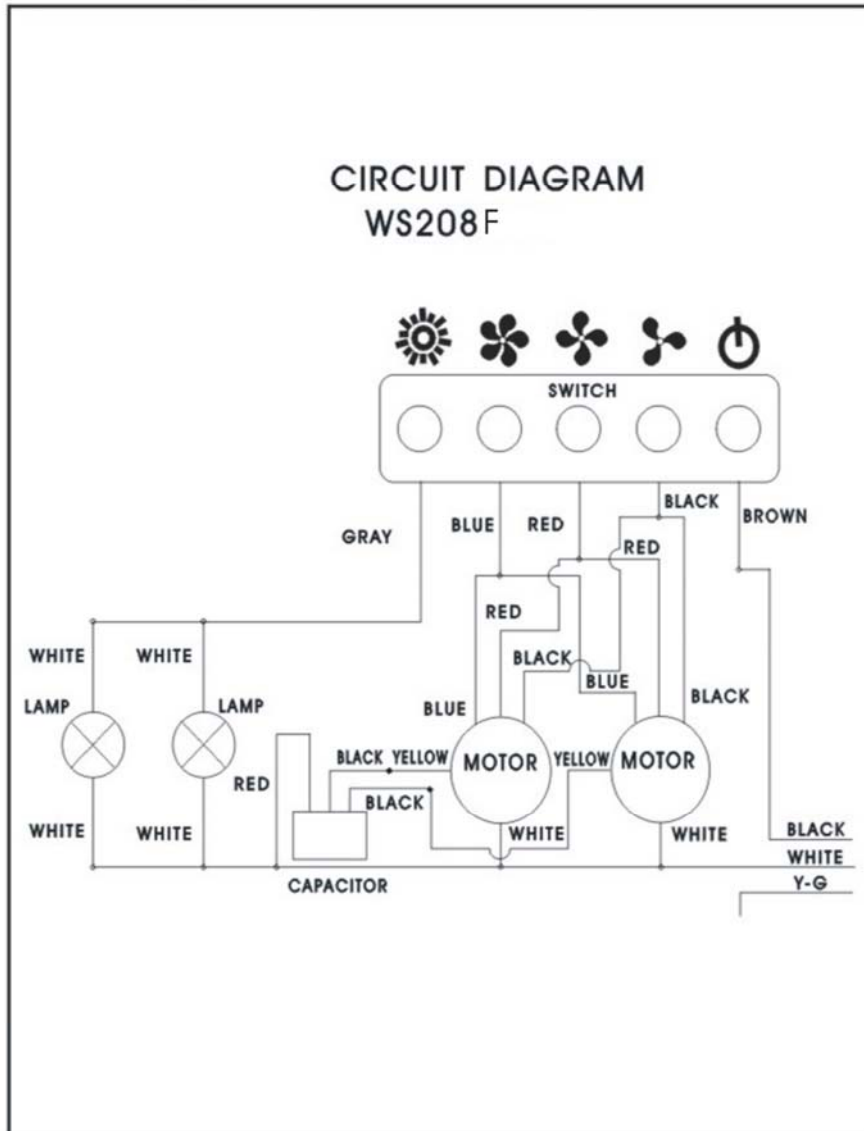 CIRCUIT DIAGRAM
WS208F
SWITCH
BLACK
GRAY
BLUE
RED
BROWN
RED
RED
WHITE
WHITE
BLACK
BLUE
BLACK
LAMP
LAMP
BLUE
BLACK YELLOW
MOTOR
YELLOW
MOTOR
RED
BLACK
WHITE
WHITE
WHITE
WHITE
BLACK
WHITE
CAPACITOR
Y-G